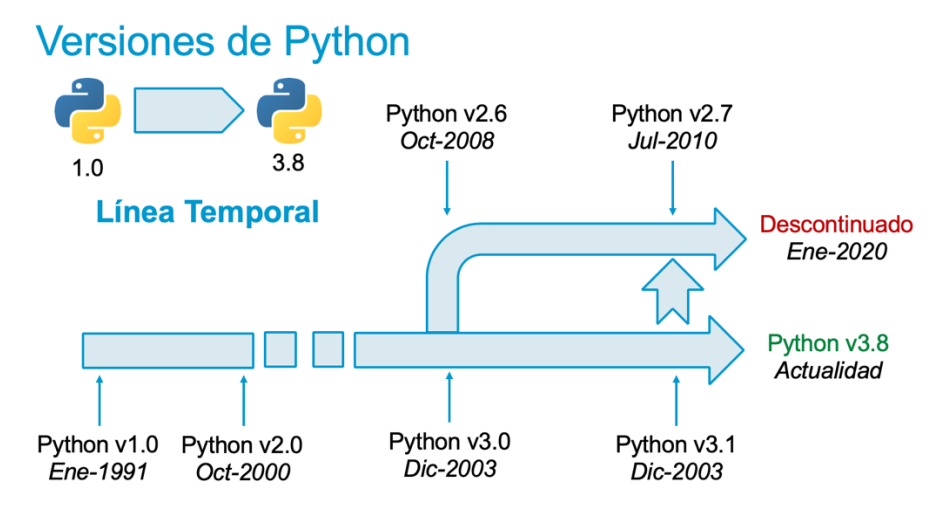 Versiones de Python
1.0
3.8
Línea Temporal
Python v2.6
Oct-2008
Python v2.7
Jul-2010
Descontinuado
Ene-2020
Python v3.8
Actualidad
Python v1.0
Ene-1991
Python v2.0
Oct-2000
Python v3.0
Dic-2003
Python v3.1
Dic-2003